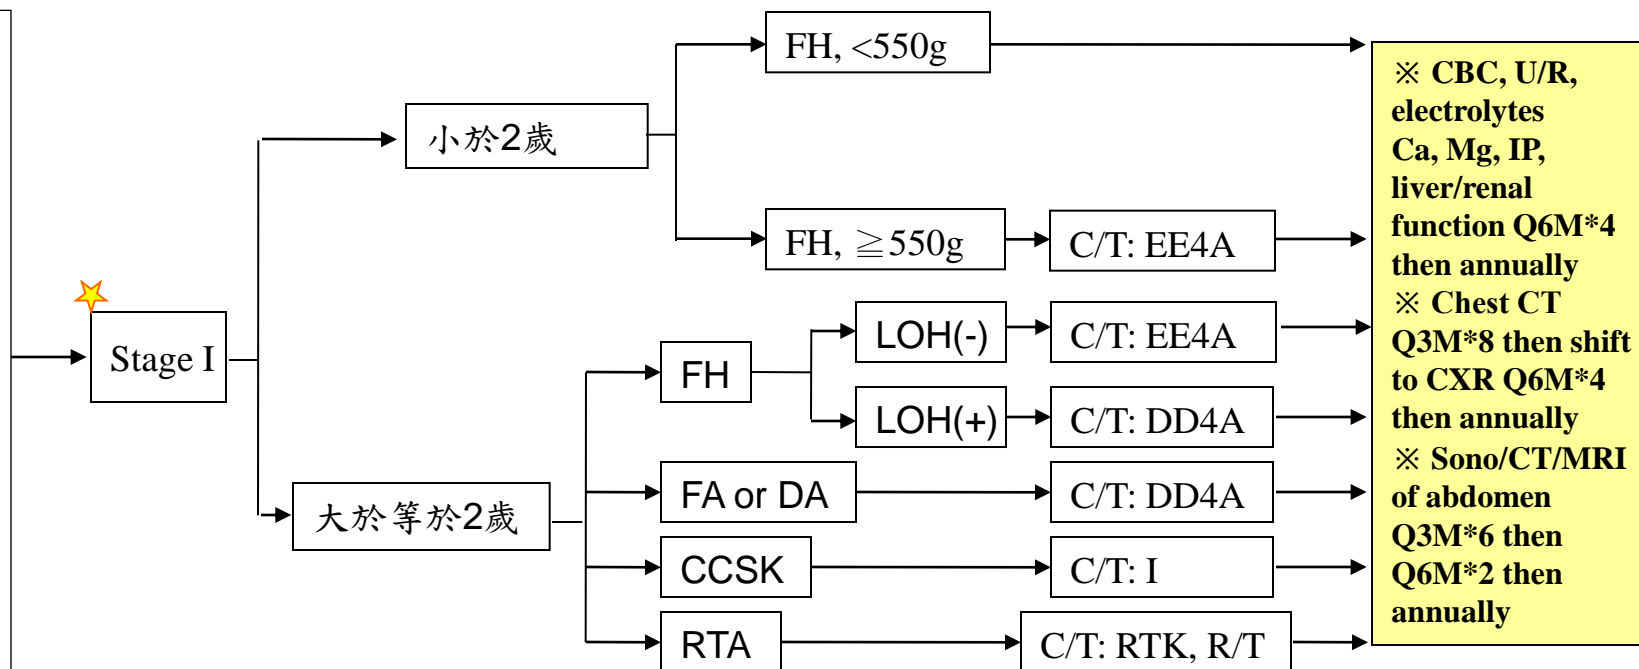 Stage I
小於2歲
FH, <550g
FH, ≧550g
C/T: EE4A
大於等於2歲
FH
LOH(-)
C/T: EE4A
LOH(+)
C/T: DD4A
FA or DA
C/T: DD4A
CCSK
C/T: I
RTA
C/T: RTK, R/T
※ CBC, U/R,
electrolytes
Ca, Mg, IP,
liver/renal
function Q6M*4
then annually
※ Chest CT
Q3M*8 then shift
to CXR Q6M*4
then annually
※ Sono/CT/MRI
of abdomen
Q3M*6 then
Q6M*2 then
annually